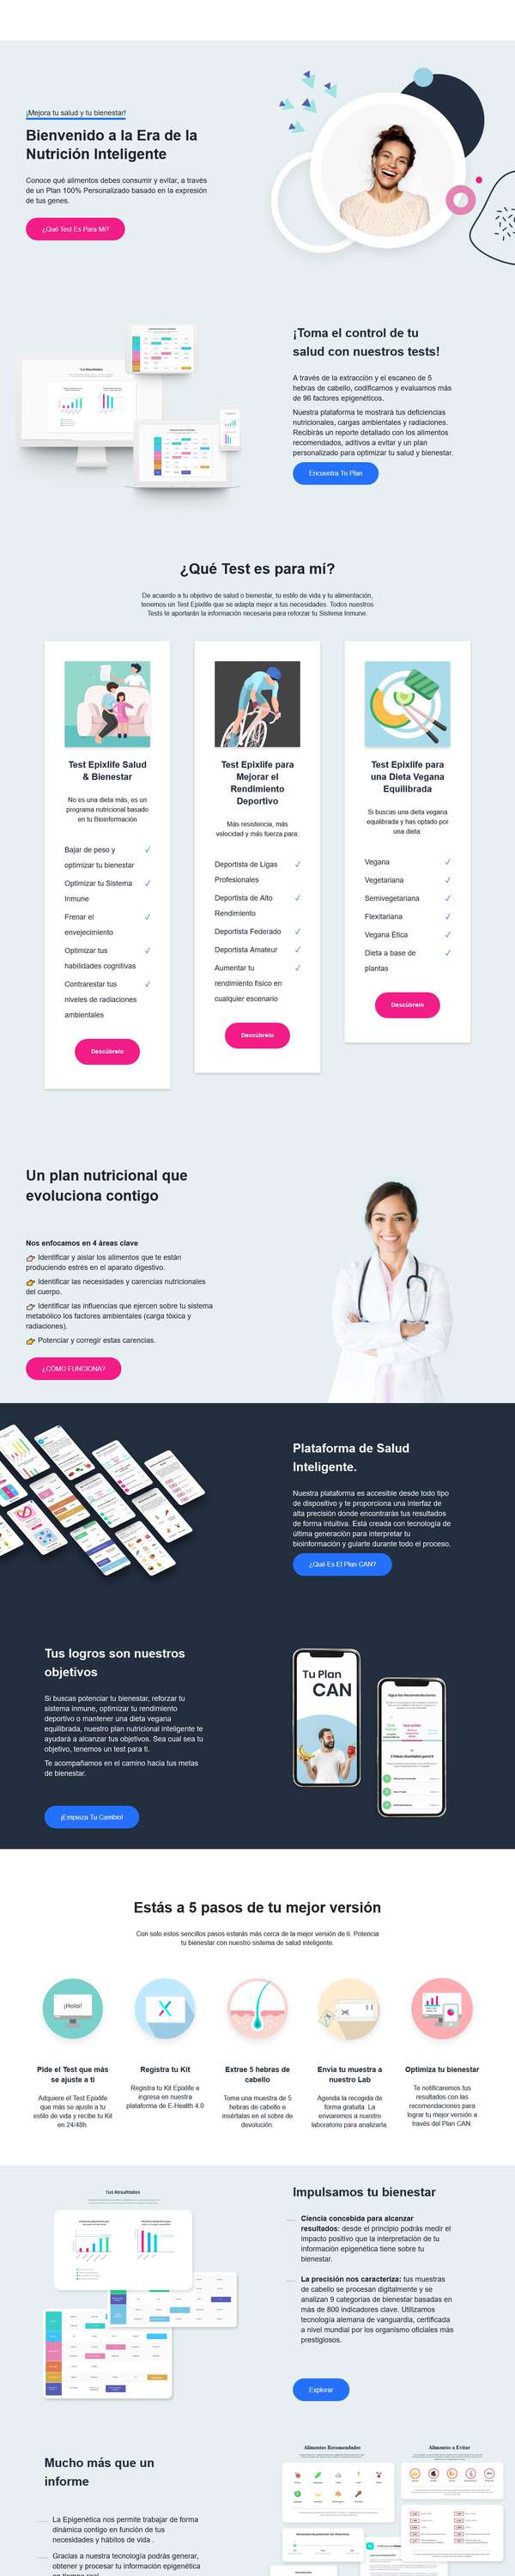 ¡Mejora tu salud y tu bienestar!
Bienvenido a la Era de la
Nutrición Inteligente
Conoce qué alimentos debes consumir y evitar, a través
de un Plan 100% Personalizado basado en la expresión
de tus genes.
¿Qué Test Es Para Mí?
¡Toma el control de tu
salud con nuestros tests!
A través de la extracción y el escaneo de 5
hebras de cabello, codificamos y evaluamos más
de 96 factores epigenéticos.
Nuestra plataforma te mostrará tus deficiencias
nutricionales, cargas ambientales y radiaciones.
Recibirás un reporte detallado con los alimentos
recomendados, aditivos a evitar y un plan
personalizado para optimizar tu salud y bienestar.
Encuentra Tu Plan
¿Qué Test es para mí?
De acuerdo a tu objetivo de salud o bienestar, tu estilo de vida y tu alimentación,
tenemos un Test Epixlife que se adapta mejor a tus necesidades. Todos nuestros
Tests te aportarán la información necesaria para reforzar tu Sistema Inmune.
Test Epixlife Salud
& Bienestar
No es una dieta más, es un
programa nutricional basado
en tu Bioinformación
Bajar de peso y
optimizar tu bienestar
Optimizar tu Sistema
Inmune
Frenar el
envejecimiento
Optimizar tus
habilidades cognitivas
Contrarestar tus
niveles de radiaciones
ambientales
Descúbrelo
Test Epixlife para
Mejorar el
Rendimiento
Deportivo
Más resistencia, más
velocidad y más fuerza para
Deportista de Ligas
Profesionales
Deportista de Alto
Rendimiento
Deportista Federado
Deportista Amateur
Aumentar tu
rendimiento físico en
cualquier escenario
Descúbrelo
Test Epixlife para
una Dieta Vegana
Equilibrada
Si buscas una dieta vegana
equilibrada y has optado por
una dieta:
Vegana
Vegetariana
Semivegetariana
Flexitariana
Vegana Ética
Dieta a base de
plantas
Descúbrelo
Un plan nutricional que
evoluciona contigo
Nos enfocamos en 4 áreas clave
👉 Identificar y aislar los alimentos que te están
produciendo estrés en el aparato digestivo.
👉 Identificar las necesidades y carencias nutricionales
del cuerpo.
👉 Identificar las influencias que ejercen sobre tu sistema
metabólico los factores ambientales (carga tóxica y
radiaciones).
👉 Potenciar y corregir estas carencias.
¿CÓMO FUNCIONA?
Plataforma de Salud
Inteligente.
Nuestra plataforma es accesible desde todo tipo
de dispositivo y te proporciona una interfaz de
alta precisión donde encontrarás tus resultados
de forma intuitiva. Está creada con tecnología de
última generación para interpretar tu
bioinformación y guiarte durante todo el proceso.
¿Qué Es El Plan CAN?
Tus logros son nuestros
objetivos
Si buscas potenciar tu bienestar, reforzar tu
sistema inmune, optimizar tu rendimiento
deportivo o mantener una dieta vegana
equilibrada, nuestro plan nutricional inteligente te
ayudará a alcanzar tus objetivos. Sea cual sea tu
objetivo, tenemos un test para ti.
Te acompañamos en el camino hacia tus metas
de bienestar.
¡Empieza Tu Cambio!
Tu Plan
CAN
Estás a 5 pasos de tu mejor versión
Con solo estos sencillos pasos estarás más cerca de la mejor versión de ti. Potencia
tu bienestar con nuestro sistema de salud inteligente.
¡Hola!
Pide el Test que más
se ajuste a ti
Adquiere el Test Epixlife
que más se ajuste a tu
estilo de vida y recibe tu Kit
en 24/48h.
Registra tu Kit
Registra tu Kit Epixlife e
ingresa en nuestra
plataforma de E-Health 4.0
Extrae 5 hebras de
cabello
Toma una muestra de 5
hebras de cabello e
insértalas en el sobre de
devolución.
Envia tu muestra a
nuestro Lab
Agenda la recogida de
forma gratuita. La
enviaremos a nuestro
laboratorio para analizarla.
Optimiza tu bienestar
Te notificaremos tus
resultados con las
recomendaciones para
lograr tu mejor versión a
través del Plan CAN.
Tus Resultados
Impulsamos tu bienestar
Ciencia concebida para alcanzar
resultados: desde el principio podrás medir el
impacto positivo que la interpretación de tu
información epigenética tiene sobre tu
bienestar.
La precisión nos caracteriza: tus muestras
de cabello se procesan digitalmente y se
analizan 9 categorías de bienestar basadas en
más de 800 indicadores clave. Utilizamos
tecnología alemana de vanguardia, certificada
a nivel mundial por los organismo oficiales más
prestigiosos.
Explorar
Mucho más que un
informe
La Epigenética nos permite trabajar de forma
dinámica contigo en función de tus
necesidades y hábitos de vida .
Gracias a nuestra tecnología podrás generar,
obtener y procesar tu información epigenética
en tiempo real
Alimentos Recomendados
Alimentos a Evitar